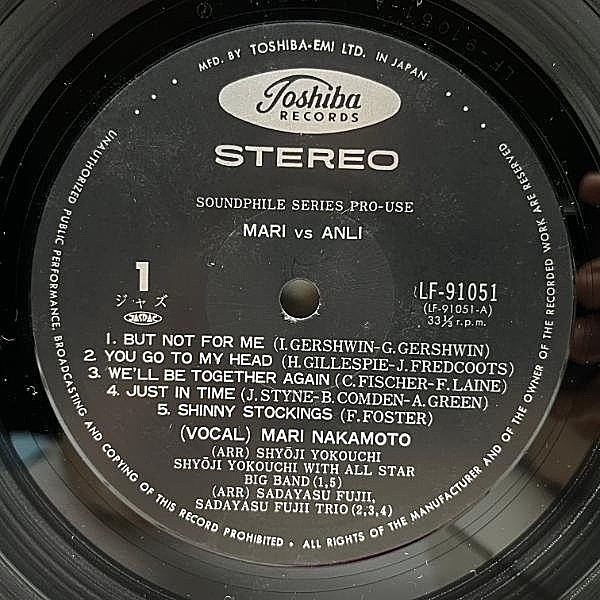 MFD. BY TOSHIBA-EMI LTD. IN JAPAN
Toshiba
RECORDS
STEREO
SOUNDPHILE SERIES PRO-USE
MARI vs ANLI
1
ジャズ
JASRAC
LF-91051
(LF-91051-A)
33⅓ r.p.m.
1. BUT NOT FOR ME (I.GERSHWIN-G.GERSHWIN)
2. YOU GO TO MY HEAD (H.GILLESPIE-J.FREDCOOTS)
3. WE'LL BE TOGETHER AGAIN (C.FISCHER-F.LAINE)
4. JUST IN TIME (J.STYNE-B.COMDEN-A.GREEN)
5. SHINNY STOCKINGS (F.FOSTER)
(VOCAL) MARI NAKAMOTO
(ARR) SHYŌJI YOKOUCHI
SHYŌJI YOKOUCHI WITH ALL STAR
BIG BAND (1,5)
(ARR) SADAYASU FUJII,
SADAYASU FUJII TRIO (2,3,4)
UNAUTHORIZED PUBLIC PERFORMANCE, BROADCASTING AND COPYING OF THIS RECORD PROHIBITED • ALL RIGHTS OF THE MANUFACTURER AND OF THE OWNER OF THE RECORDED WORK ARE RESERVED
LF-91051-A